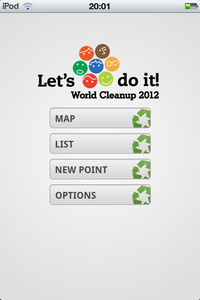 iPod 20:01
Let's do it!
World Cleanup 2012
MAP
LIST
NEW POINT
OPTIONS